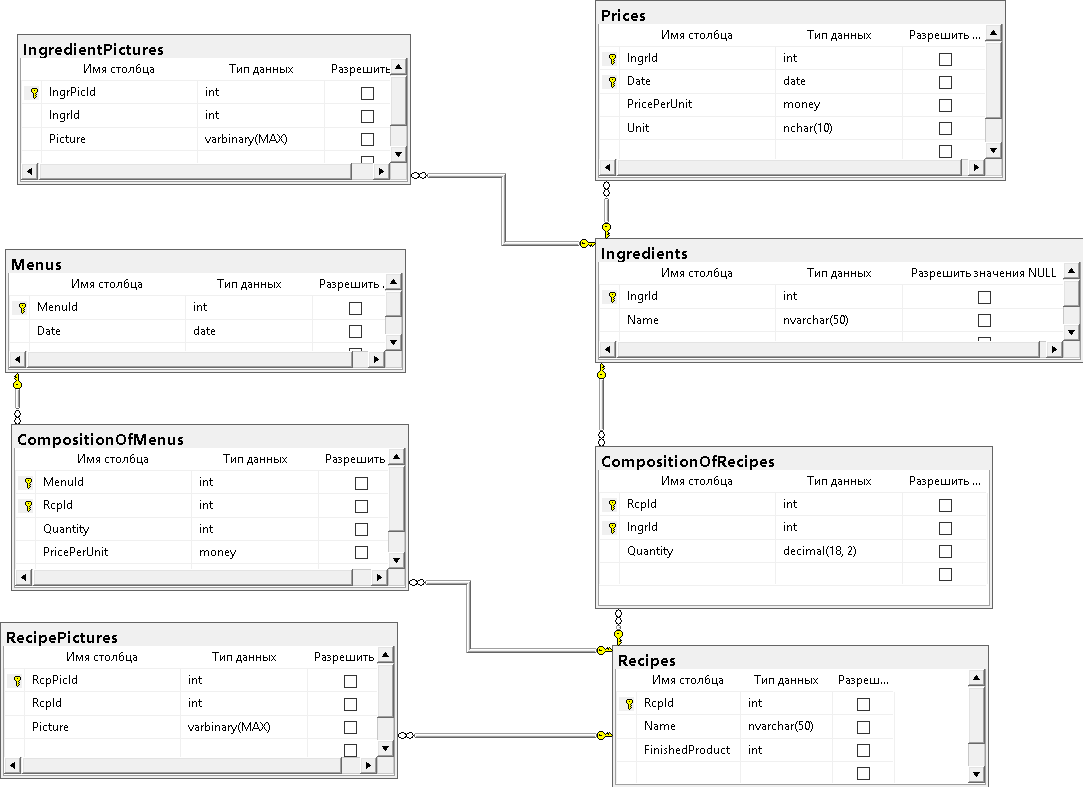 IngredientPictures
Имя столбца Тип данных Разрешить
IngrPicId int
IngrId int
Picture varbinary(MAX)
Prices
Имя столбца Тип данных Разрешить ...
IngrId int
Date date
PricePerUnit money
Unit nchar(10)
Menus
Имя столбца Тип данных Разрешить .
MenuId int
Date date
Ingredients
Имя столбца Тип данных Разрешить значения NULL
IngrId int
Name nvarchar(50)
CompositionOfMenus
Имя столбца Тип данных Разрешить
MenuId int
RcpId int
Quantity int
PricePerUnit money
CompositionOfRecipes
Имя столбца Тип данных Разрешить ...
RcpId int
IngrId int
Quantity decimal(18, 2)
RecipePictures
Имя столбца Тип данных Разрешить
RcpPicId int
RcpId int
Picture varbinary(MAX)
Recipes
Имя столбца Тип данных Разреш...
RcpId int
Name nvarchar(50)
FinishedProduct int